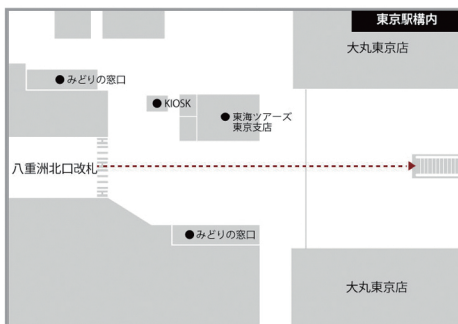 東京駅構内
大丸東京店
●みどりの窓口
●KIOSK
●東海ツアーズ
東京支店
八重洲北口改札
●みどりの窓口
大丸東京店